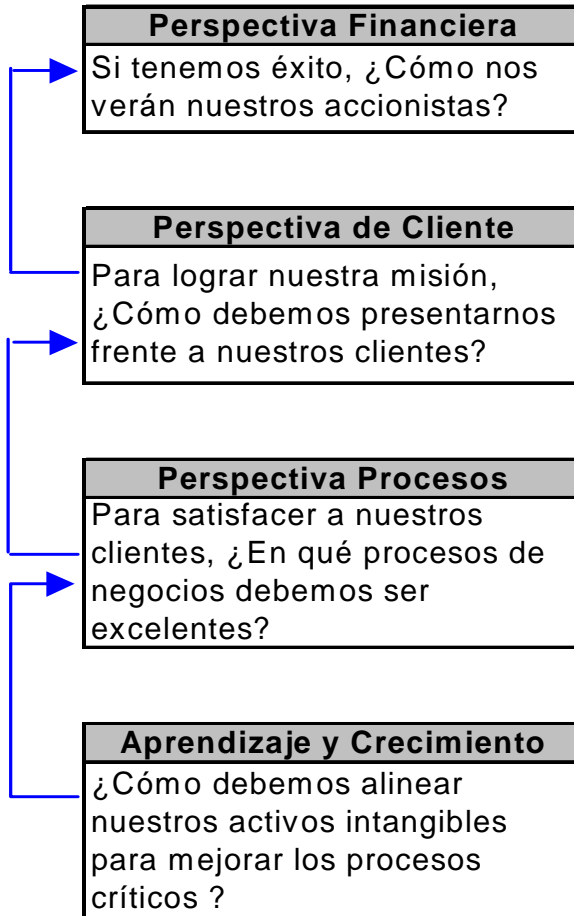 Perspectiva Financiera
Si tenemos éxito, ¿Cómo nos
verán nuestros accionistas?
Perspectiva de Cliente
Para lograr nuestra misión,
¿Cómo debemos presentarnos
frente a nuestros clientes?
Perspectiva Procesos
Para satisfacer a nuestros
clientes, ¿En qué procesos de
negocios debemos ser
excelentes?
Aprendizaje y Crecimiento
¿Cómo debemos alinear
nuestros activos intangibles
para mejorar los procesos
críticos ?